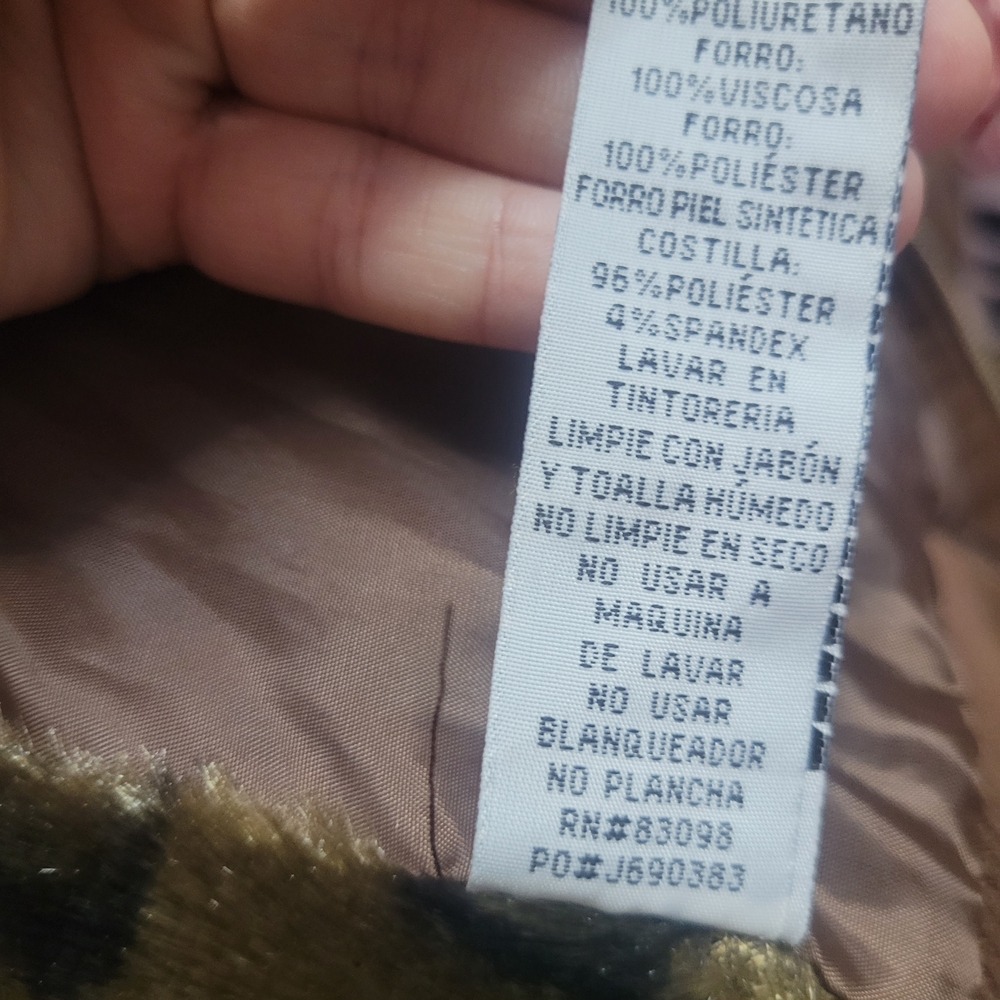 100%POLIURETANO
FORRO:
100%VISCOSA
FORRO:
100%POLIÉSTER
FORRO PIEL SINTÉTICA
COSTILLA:
96%POLIÉSTER
4%SPANDEX
LAVAR EN
TINTORERIA
LIMPIE CON JABÓN
Y TOALLA HÚMEDO
NO LIMPIE EN SECO
NO USAR A
MAQUINA
DE LAVAR
NO USAR
BLANQUEADOR
NO PLANCHA
RN#83098
PO#J690383